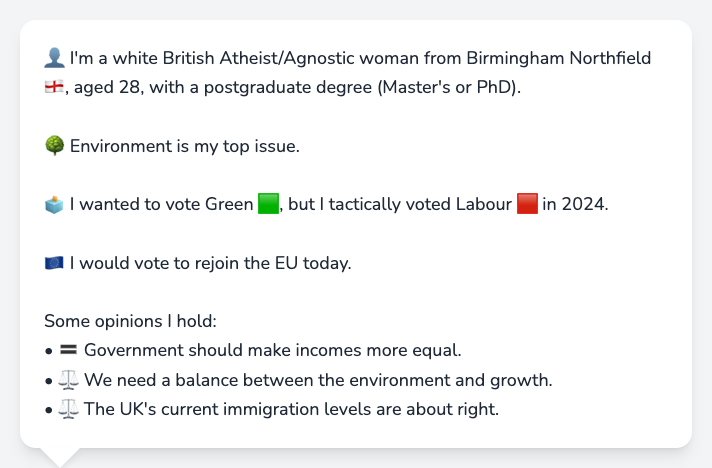 👤 I'm a white British Atheist/Agnostic woman from Birmingham Northfield
🏴󠁧󠁢󠁥󠁮󠁧󠁿, aged 28, with a postgraduate degree (Master's or PhD).
🌳 Environment is my top issue.
🗳️ I wanted to vote Green 🟩, but I tactically voted Labour 🟥 in 2024.
🇪🇺 I would vote to rejoin the EU today.
Some opinions I hold:
• 🟰 Government should make incomes more equal.
• ⚖️ We need a balance between the environment and growth.
• ⚖️ The UK's current immigration levels are about right.